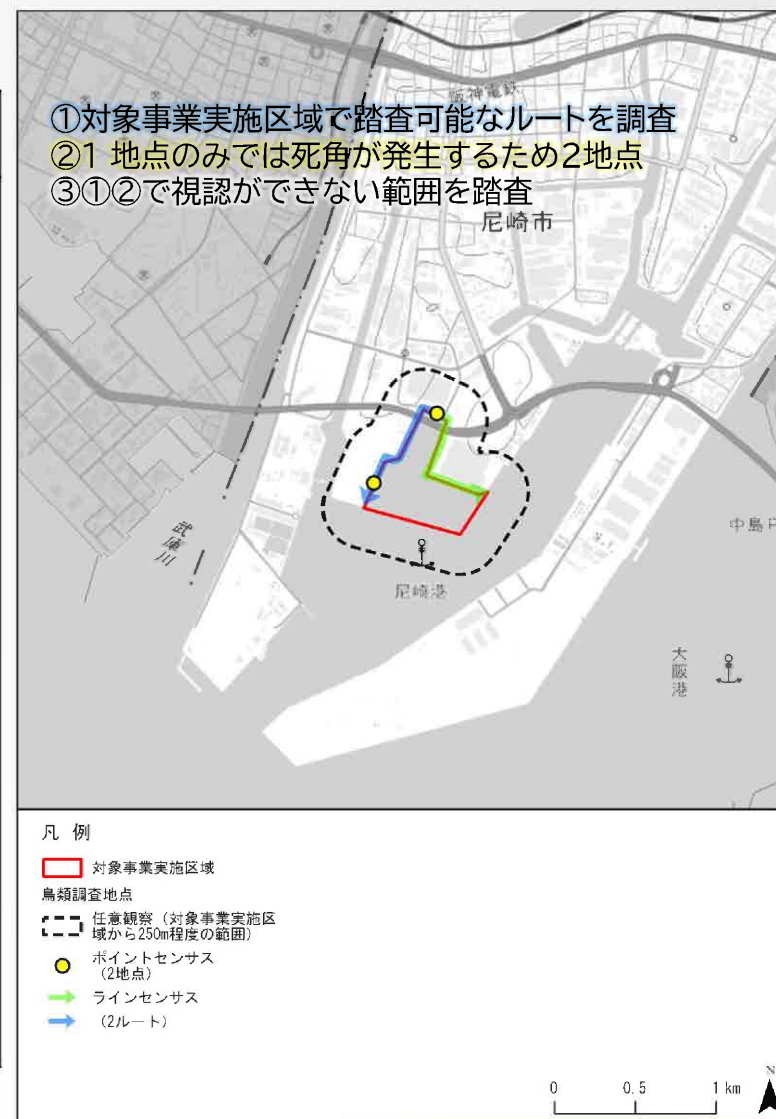 ①対象事業実施区域で踏査可能なルートを調査
②1 地点のみでは死角が発生するため2地点
③①②で視認ができない範囲を踏査
阪神電鉄
尼崎市
武庫川
中島
尼崎港
大阪港
凡 例
対象事業実施区域
鳥類調査地点
任意観察（対象事業実施区
域から250m程度の範囲）
ポイントセンサス
（2地点）
ラインセンサス
（2ルート）
0 0.5 1 km
N